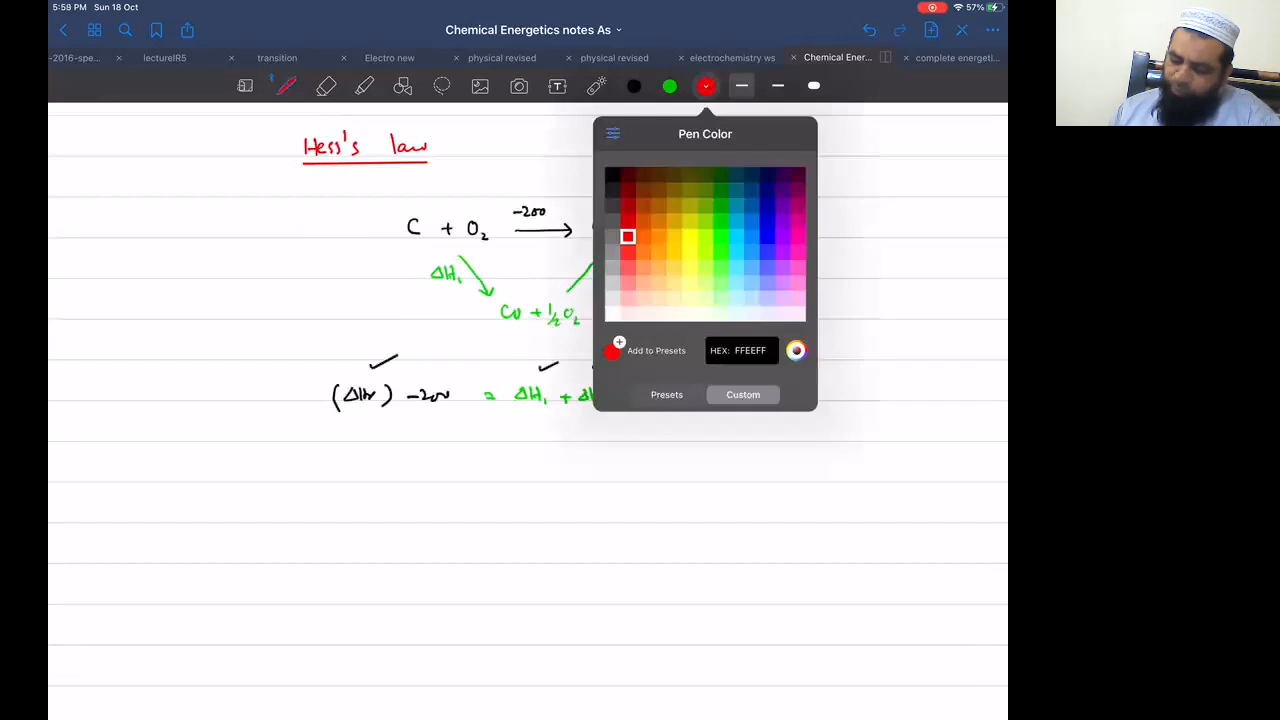 5:58 PM Sun 18 Oct
57%
Chemical Energetics notes As
-2016-spe...
lectureIR5
transition
Electro new
physical revised
physical revised
electrochemistry ws
Chemical Ener...
complete energeti...
Pen Color
Hess's law
C + O₂ -200 →
ΔH₁
CO + ½O₂
(ΔHr) -200 = ΔH₁ + Δ
Add to Presets
HEX: FFEEFF
Presets
Custom